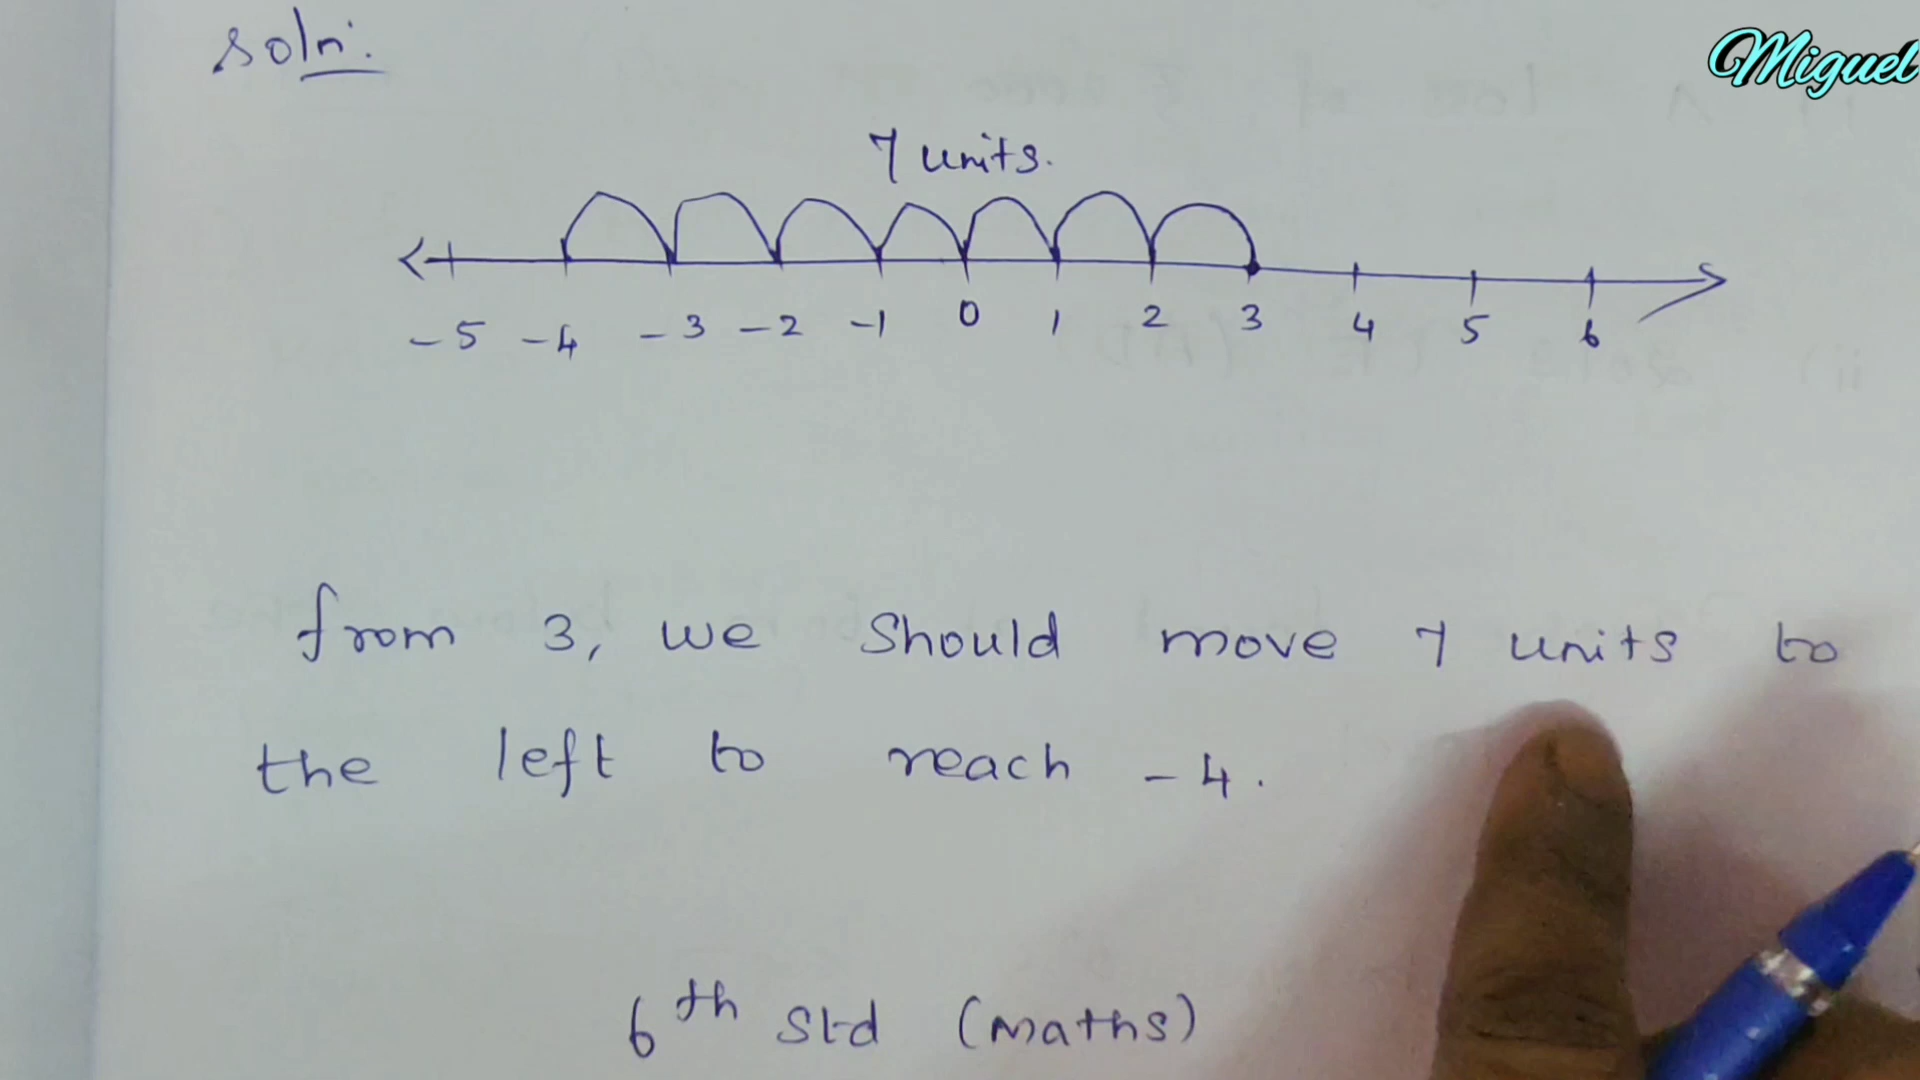 Soln:
Miguel
7 units.
-5 -4 -3 -2 -1 0 1 2 3 4 5 6
from 3, we should move 7 units to
the left to reach -4.
6th std (maths)